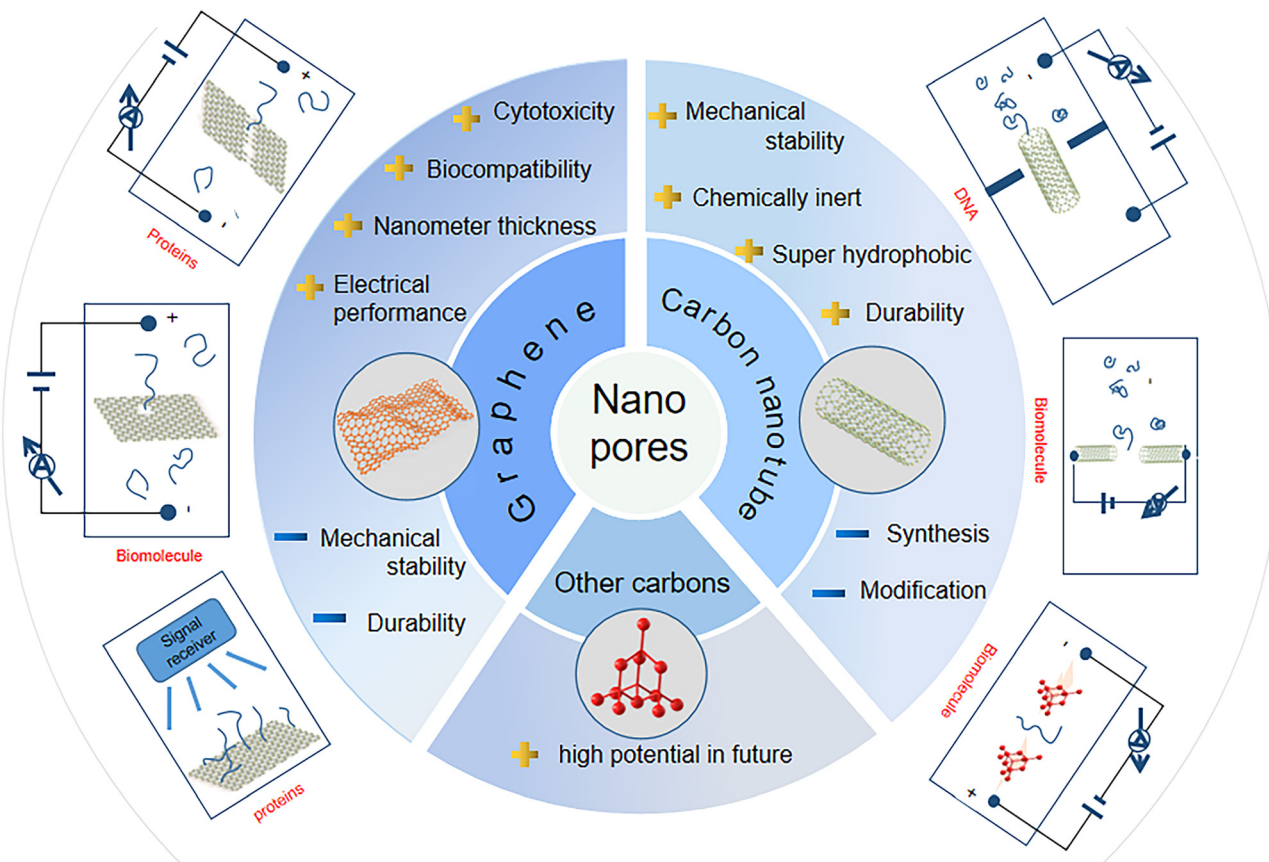 Nano
pores
Graphene
Cytotoxicity
Biocompatibility
Nanometer thickness
Electrical
performance
Mechanical
stability
Durability
Carbon nanotube
Mechanical
stability
Chemically inert
Super hydrophobic
Durability
Synthesis
Modification
Other carbons
high potential in future
A
+
-
Proteins
A
+
-
Biomolecule
Signal
receiver
proteins
A
-
DNA
-
A
Biomolecule
A
-
+
Biomolecule